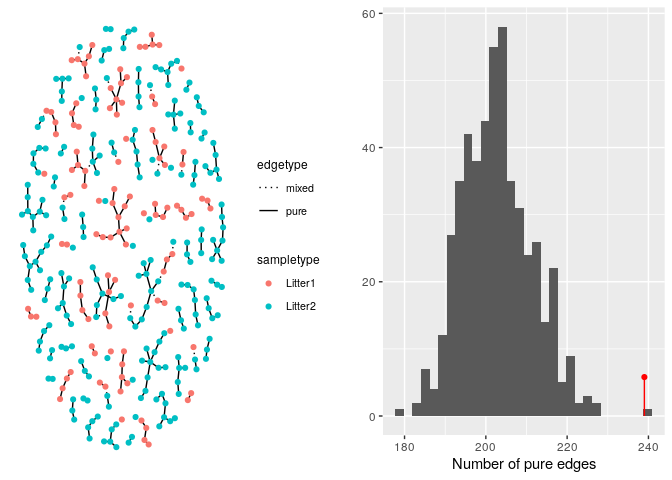 edgetype
mixed
pure
sampletype
Litter1
Litter2
60
40
20
0
180 200 220 240
Number of pure edges